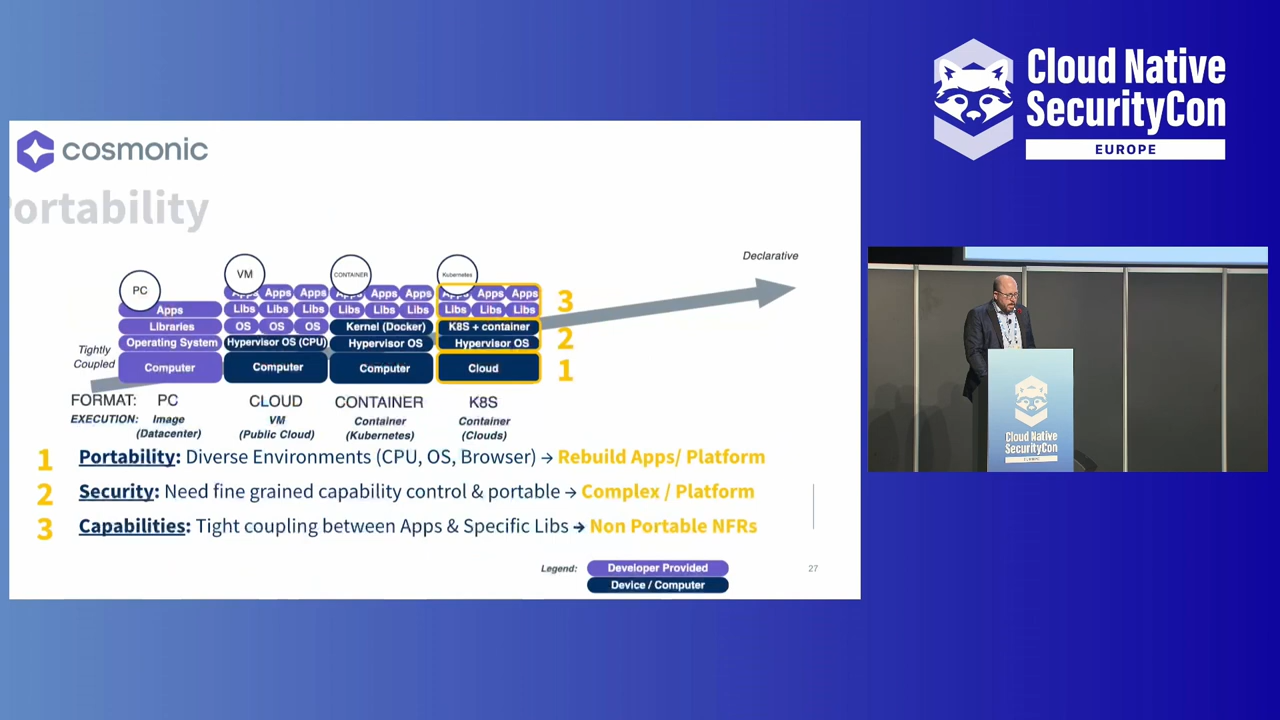 Cloud Native
SecurityCon
EUROPE
cosmonic
ortability
Declarative
PC
VM
CONTAINER
Kubernetes
Apps
Libraries
Operating System
Computer
Apps Apps Apps
Libs Libs Libs
OS OS OS
Hypervisor OS (CPU)
Computer
Apps Apps Apps
Libs Libs Libs
Kernel (Docker)
Hypervisor OS
Computer
Apps Apps Apps
Libs Libs Libs
K8S + container
Hypervisor OS
Cloud
3
2
1
Tightly
Coupled
FORMAT: PC CLOUD CONTAINER K8S
EXECUTION: Image VM Container Container
(Datacenter) (Public Cloud) (Kubernetes) (Clouds)
1 Portability: Diverse Environments (CPU, OS, Browser) → Rebuild Apps/ Platform
2 Security: Need fine grained capability control & portable → Complex / Platform
3 Capabilities: Tight coupling between Apps & Specific Libs → Non Portable NFRs
Legend: Developer Provided
Device / Computer
27
Cloud Native
SecurityCon